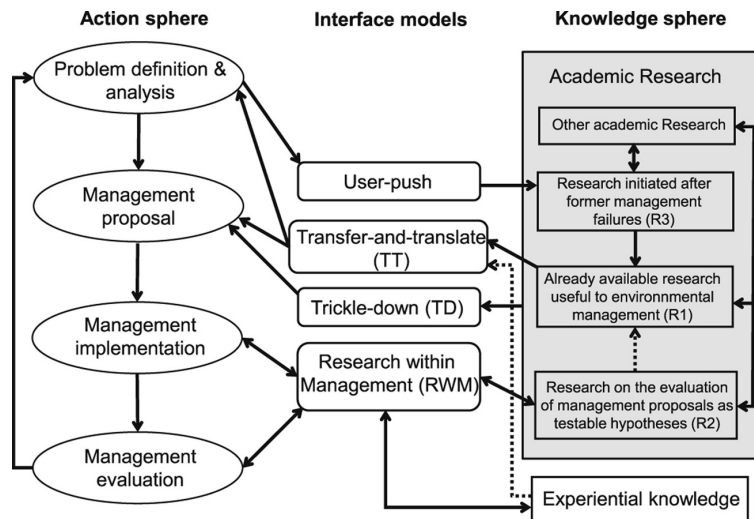 Action sphere
Interface models
Knowledge sphere
Problem definition &
analysis
Management
proposal
Management
implementation
Management
evaluation
User-push
Transfer-and-translate
(TT)
Trickle-down (TD)
Research within
Management (RWM)
Academic Research
Other academic Research
Research initiated after
former management
failures (R3)
Already available research
useful to environnmental
management (R1)
Research on the evaluation
of management proposals as
testable hypotheses (R2)
Experiential knowledge